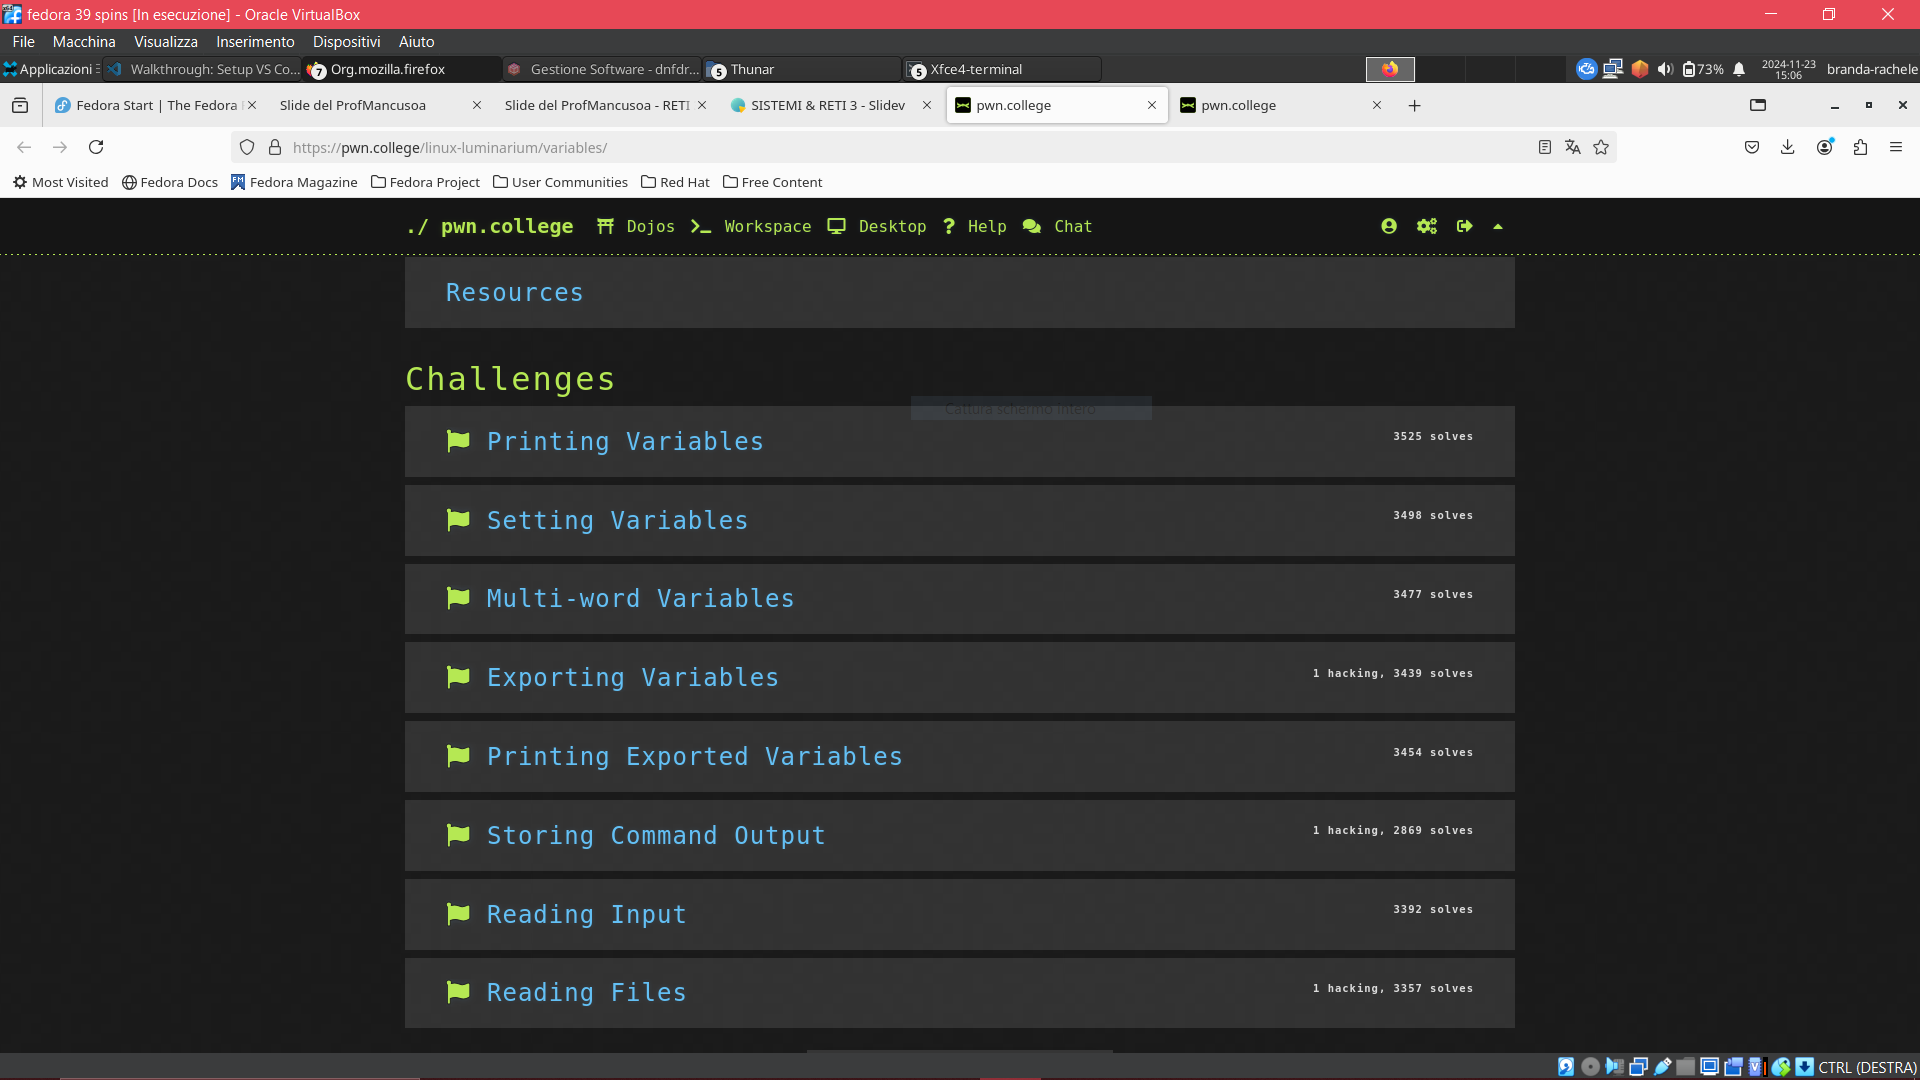 fedora 39 spins [In esecuzione] - Oracle VirtualBox
File Macchina Visualizza Inserimento Dispositivi Aiuto
Applicazioni Walkthrough: Setup VS Co... 7 Org.mozilla.firefox Gestione Software - dnfdr... 5 Thunar 5 Xfce4-terminal 73% 2024-11-23 15:06 branda-rachele
Fedora Start | The Fedora Slide del ProfMancusoa Slide del ProfMancusoa - RETI SISTEMI & RETI 3 - Slidev pwn.college pwn.college
https://pwn.college/linux-luminarium/variables/
Most Visited Fedora Docs Fedora Magazine Fedora Project User Communities Red Hat Free Content
./ pwn.college Dojos Workspace Desktop Help Chat
Resources
Challenges
Cattura schermo intero
Printing Variables 3525 solves
Setting Variables 3498 solves
Multi-word Variables 3477 solves
Exporting Variables 1 hacking, 3439 solves
Printing Exported Variables 3454 solves
Storing Command Output 1 hacking, 2869 solves
Reading Input 3392 solves
Reading Files 1 hacking, 3357 solves
CTRL (DESTRA)